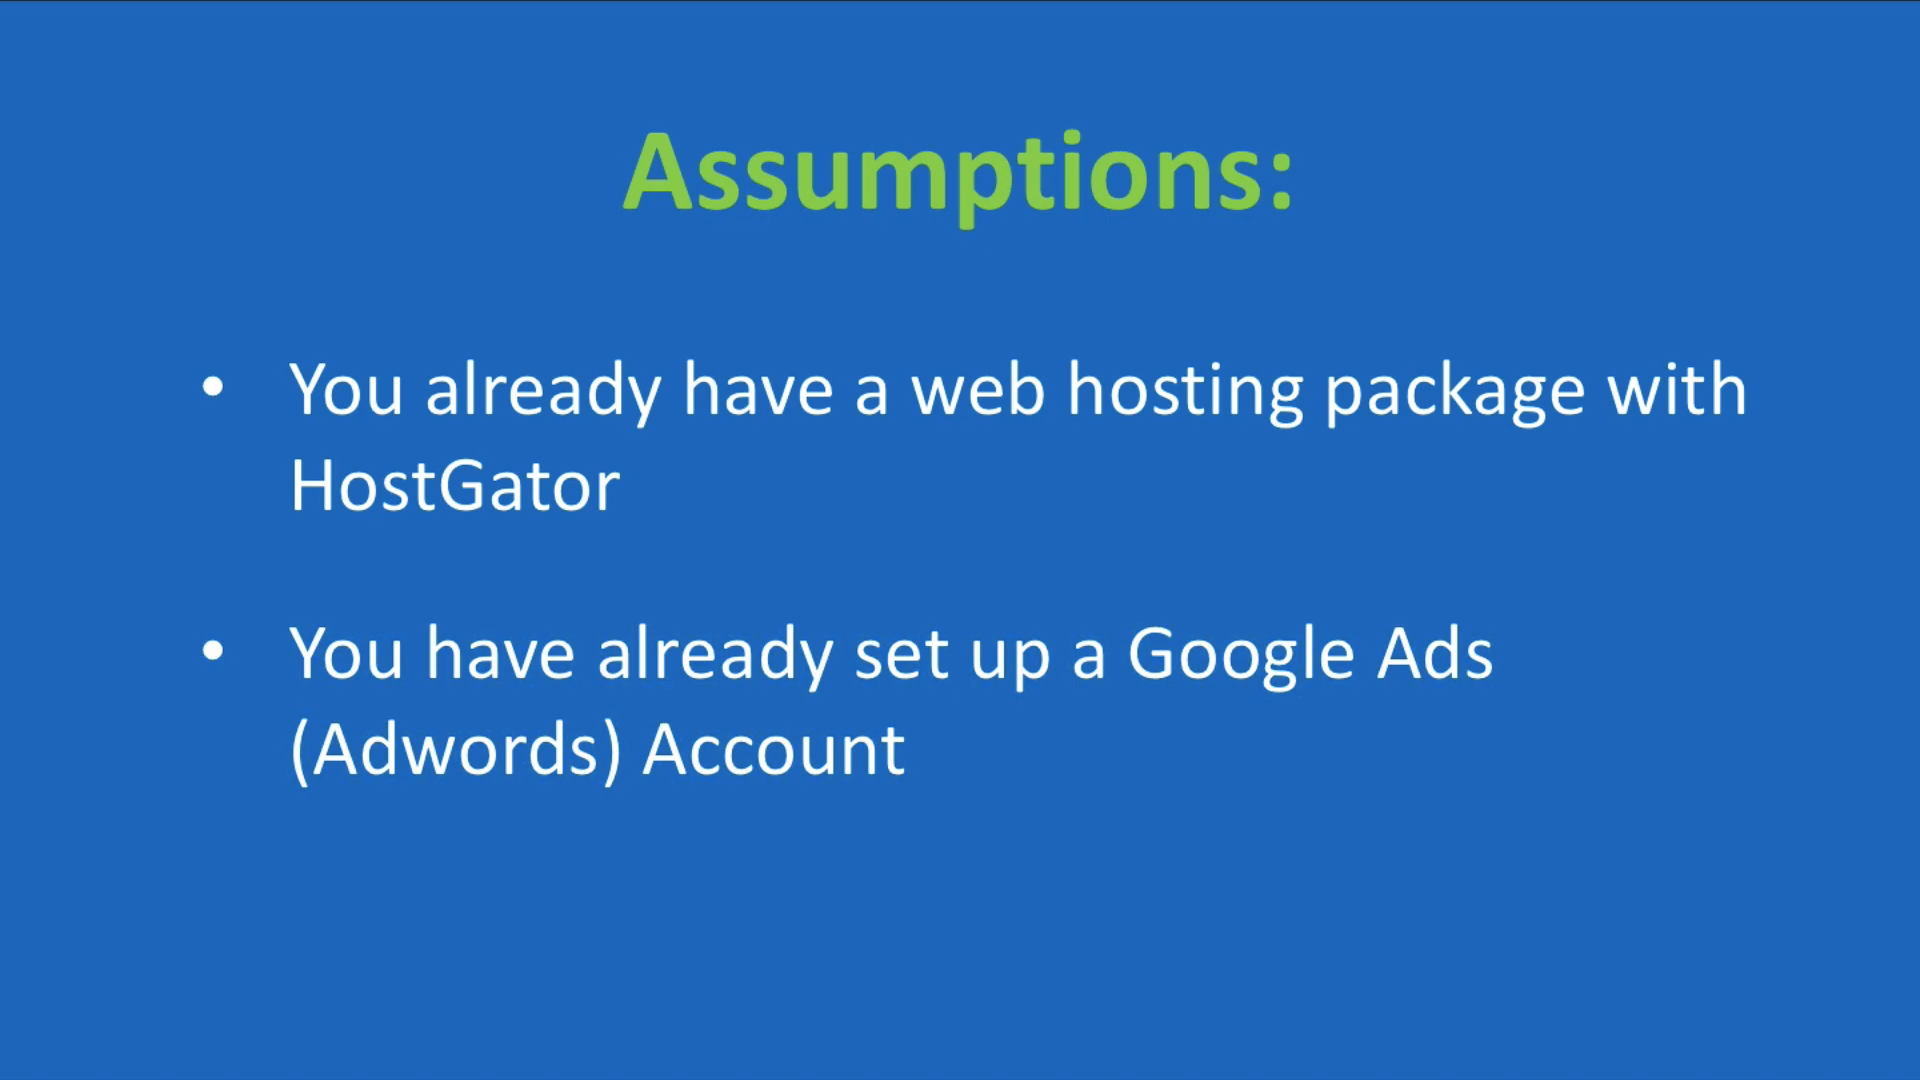 Assumptions:
• You already have a web hosting package with
HostGator
• You have already set up a Google Ads
(Adwords) Account